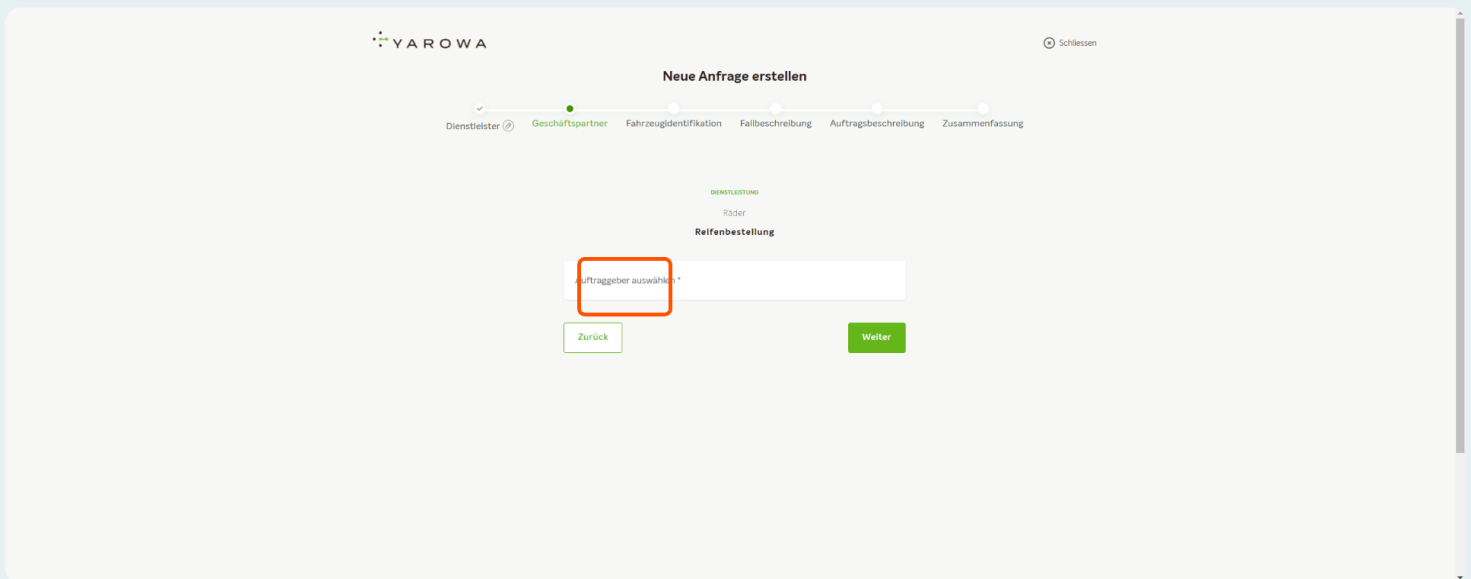 YAROWA
Schliessen
Neue Anfrage erstellen
Dienstleister Geschäftspartner Fahrzeugidentifikation Fallbeschreibung Auftragsbeschreibung Zusammenfassung
DIENSTLEISTUNG
Räder
Reifenbestellung
Auftraggeber auswählen *
Zurück Weiter